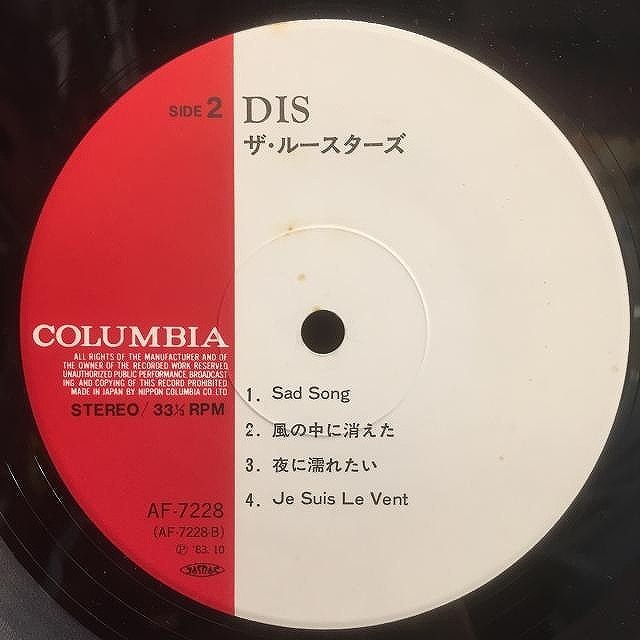 SIDE 2
DIS
ザ・ルースターズ
COLUMBIA
ALL RIGHTS OF THE MANUFACTURER AND OF
THE OWNER OF THE RECORDED WORK RESERVED.
UNAUTHORIZED PUBLIC PERFORMANCE BROADCAST
ING AND COPYING OF THIS RECORD PROHIBITED
MADE IN JAPAN BY NIPPON COLUMBIA CO. LTD
STEREO / 33⅓ RPM
1. Sad Song
2. 風の中に消えた
3. 夜に濡れたい
4. Je Suis Le Vent
AF-7228
(AF-7228-B)
Ⓟ '83. 10